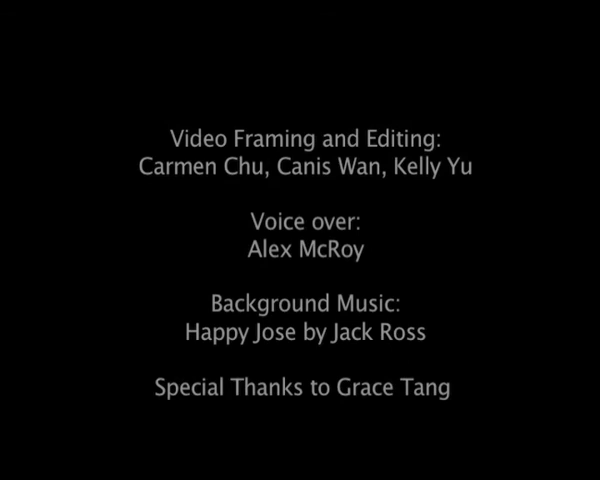 Video Framing and Editing:
Carmen Chu, Canis Wan, Kelly Yu
Voice over:
Alex McRoy
Background Music:
Happy Jose by Jack Ross
Special Thanks to Grace Tang